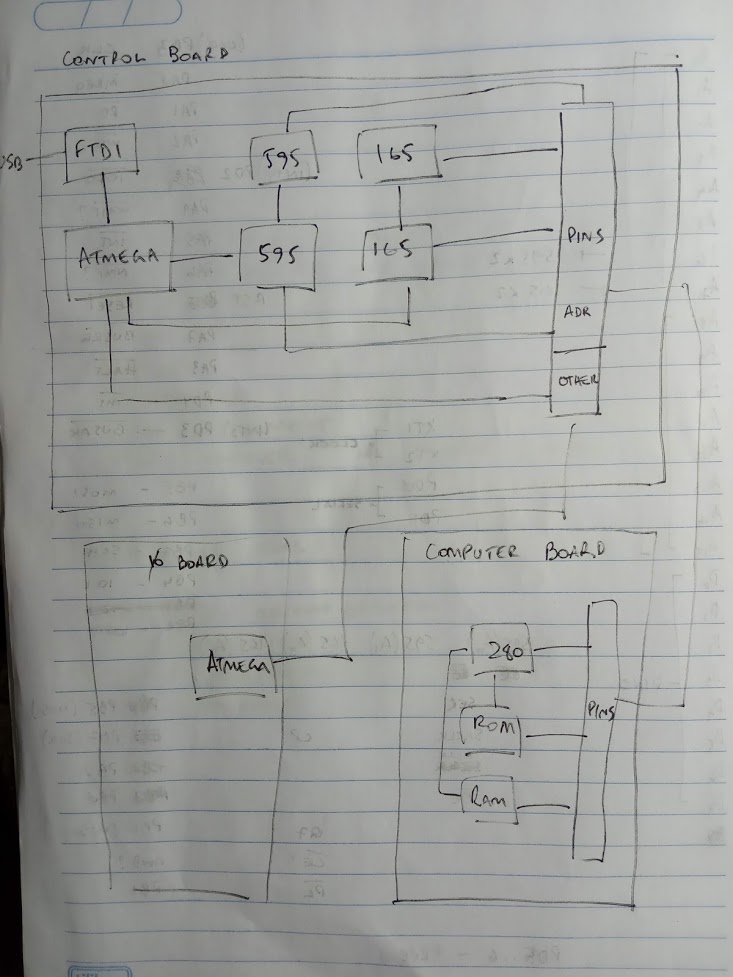 CONTROL BOARD
USB
FTDI
595
165
ATMEGA
595
165
PINS
ADR
OTHER
I/O BOARD
COMPUTER BOARD
ATMEGA
Z80
ROM
PINS
RAM